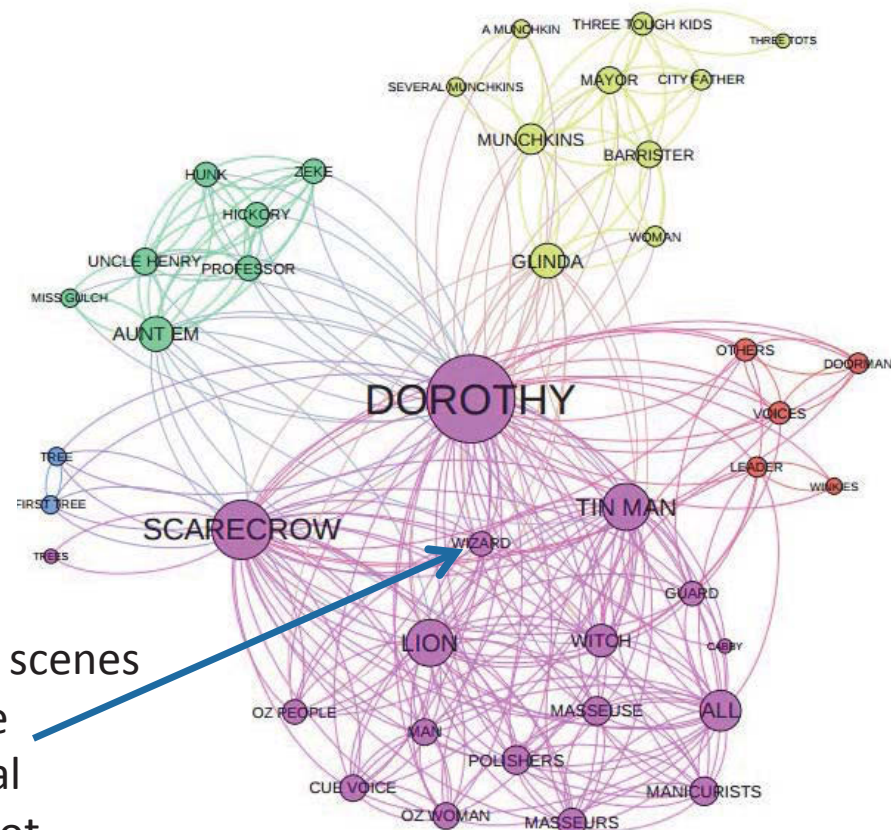 A MUNCHKIN
THREE TOUGH KIDS
THREE TOTS
SEVERAL MUNCHKINS
MAYOR
CITY FATHER
MUNCHKINS
BARRISTER
HUNK
ZEKE
HICKORY
WOMAN
UNCLE HENRY
PROFESSOR
GLINDA
MISS GULCH
AUNT EM
OTHERS
DOORMAN
DOROTHY
VOICES
TREE
LEADER
WINKIES
FIRST TREE
SCARECROW
TIN MAN
WIZARD
TREES
GUARD
LION
WITCH
CABBY
scenes
OZ PEOPLE
MASSEUSE
ALL
MAN
POLISHERS
CUE VOICE
MANICURISTS
OZ WOMAN
MASSEURS